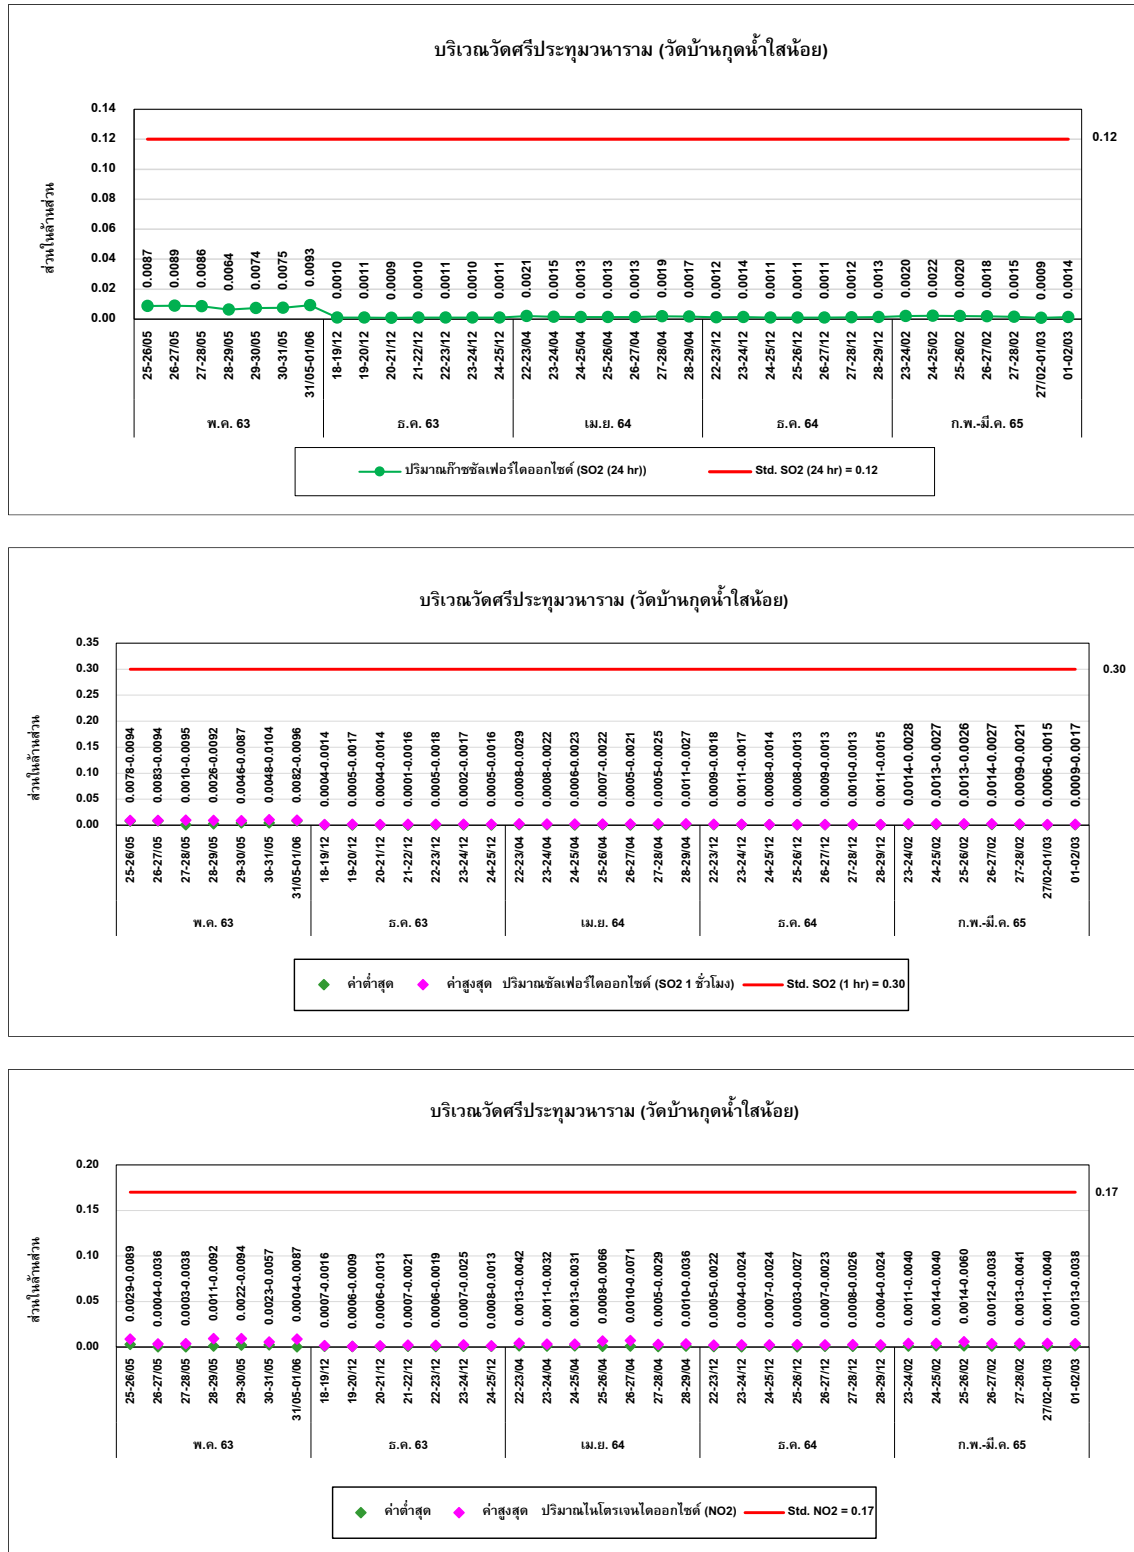 บริเวณวัดศรีประทุมวนาราม (วัดบ้านกุดน้ำใสน้อย)
ส่วนในล้านส่วน
0.14
0.12
0.10
0.08
0.06
0.04
0.02
0.00
0.12
0.0087 0.0089 0.0086 0.0064 0.0074 0.0075 0.0093 0.0010 0.0011 0.0009 0.0010 0.0011 0.0010 0.0011 0.0021 0.0015 0.0013 0.0013 0.0013 0.0019 0.0017 0.0012 0.0014 0.0011 0.0011 0.0011 0.0012 0.0013 0.0020 0.0022 0.0020 0.0018 0.0015 0.0009 0.0014
25-26/05 26-27/05 27-28/05 28-29/05 29-30/05 30-31/05 31/05-01/06 18-19/12 19-20/12 20-21/12 21-22/12 22-23/12 23-24/12 24-25/12 22-23/04 23-24/04 24-25/04 25-26/04 26-27/04 27-28/04 28-29/04 22-23/12 23-24/12 24-25/12 25-26/12 26-27/12 27-28/12 28-29/12 23-24/02 24-25/02 25-26/02 26-27/02 27-28/02 27/02-01/03 01-02/03
พ.ค. 63 ธ.ค. 63 เม.ย. 64 ธ.ค. 64 ก.พ.-มี.ค. 65
ปริมาณก๊าซซัลเฟอร์ไดออกไซด์ (SO2 (24 hr)) Std. SO2 (24 hr) = 0.12
บริเวณวัดศรีประทุมวนาราม (วัดบ้านกุดน้ำใสน้อย)
ส่วนในล้านส่วน
0.35
0.30
0.25
0.20
0.15
0.10
0.05
0.00
0.30
0.0078-0.0094 0.0083-0.0094 0.0010-0.0095 0.0026-0.0092 0.0046-0.0087 0.0048-0.0104 0.0082-0.0096 0.0004-0.0014 0.0005-0.0017 0.0004-0.0014 0.0001-0.0016 0.0005-0.0018 0.0002-0.0017 0.0005-0.0016 0.0008-0.0029 0.0008-0.0022 0.0006-0.0023 0.0007-0.0022 0.0005-0.0021 0.0005-0.0025 0.0011-0.0027 0.0009-0.0018 0.0011-0.0017 0.0008-0.0014 0.0008-0.0013 0.0009-0.0013 0.0010-0.0013 0.0011-0.0015 0.0014-0.0028 0.0013-0.0027 0.0013-0.0026 0.0014-0.0027 0.0009-0.0021 0.0006-0.0015 0.0009-0.0017
25-26/05 26-27/05 27-28/05 28-29/05 29-30/05 30-31/05 31/05-01/06 18-19/12 19-20/12 20-21/12 21-22/12 22-23/12 23-24/12 24-25/12 22-23/04 23-24/04 24-25/04 25-26/04 26-27/04 27-28/04 28-29/04 22-23/12 23-24/12 24-25/12 25-26/12 26-27/12 27-28/12 28-29/12 23-24/02 24-25/02 25-26/02 26-27/02 27-28/02 27/02-01/03 01-02/03
พ.ค. 63 ธ.ค. 63 เม.ย. 64 ธ.ค. 64 ก.พ.-มี.ค. 65
ค่าต่ำสุด ค่าสูงสุด ปริมาณซัลเฟอร์ไดออกไซด์ (SO2 1 ชั่วโมง) Std. SO2 (1 hr) = 0.30
บริเวณวัดศรีประทุมวนาราม (วัดบ้านกุดน้ำใสน้อย)
ส่วนในล้านส่วน
0.20
0.15
0.10
0.05
0.00
0.17
0.0029-0.0089 0.0004-0.0036 0.0003-0.0038 0.0011-0.0092 0.0022-0.0094 0.0023-0.0057 0.0004-0.0087 0.0007-0.0016 0.0006-0.0009 0.0006-0.0013 0.0007-0.0021 0.0006-0.0019 0.0007-0.0025 0.0008-0.0013 0.0013-0.0042 0.0011-0.0032 0.0013-0.0031 0.0008-0.0066 0.0010-0.0071 0.0005-0.0029 0.0010-0.0036 0.0005-0.0022 0.0004-0.0024 0.0007-0.0024 0.0003-0.0027 0.0007-0.0023 0.0008-0.0026 0.0004-0.0024 0.0011-0.0040 0.0014-0.0040 0.0014-0.0060 0.0012-0.0038 0.0013-0.0041 0.0011-0.0040 0.0013-0.0038
25-26/05 26-27/05 27-28/05 28-29/05 29-30/05 30-31/05 31/05-01/06 18-19/12 19-20/12 20-21/12 21-22/12 22-23/12 23-24/12 24-25/12 22-23/04 23-24/04 24-25/04 25-26/04 26-27/04 27-28/04 28-29/04 22-23/12 23-24/12 24-25/12 25-26/12 26-27/12 27-28/12 28-29/12 23-24/02 24-25/02 25-26/02 26-27/02 27-28/02 27/02-01/03 01-02/03
พ.ค. 63 ธ.ค. 63 เม.ย. 64 ธ.ค. 64 ก.พ.-มี.ค. 65
ค่าต่ำสุด ค่าสูงสุด ปริมาณไนโตรเจนไดออกไซด์ (NO2) Std. NO2 = 0.17